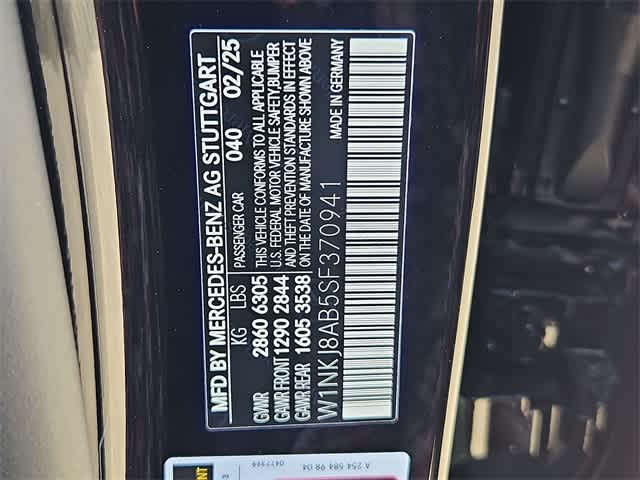 MFD BY MERCEDES-BENZ AG STUTTGART
040 02/25
KG LBS PASSENGER CAR
GVWR 2860 6305
GAWR FRONT 1290 2844
GAWR REAR 1605 3538
THIS VEHICLE CONFORMS TO ALL APPLICABLE
U.S. FEDERAL MOTOR VEHICLE SAFETY,BUMPER
AND THEFT PREVENTION STANDARDS IN EFFECT
ON THE DATE OF MANUFACTURE SHOWN ABOVE
W1NKJ8AB5SF370941
MADE IN GERMANY
A 254 584 98 04